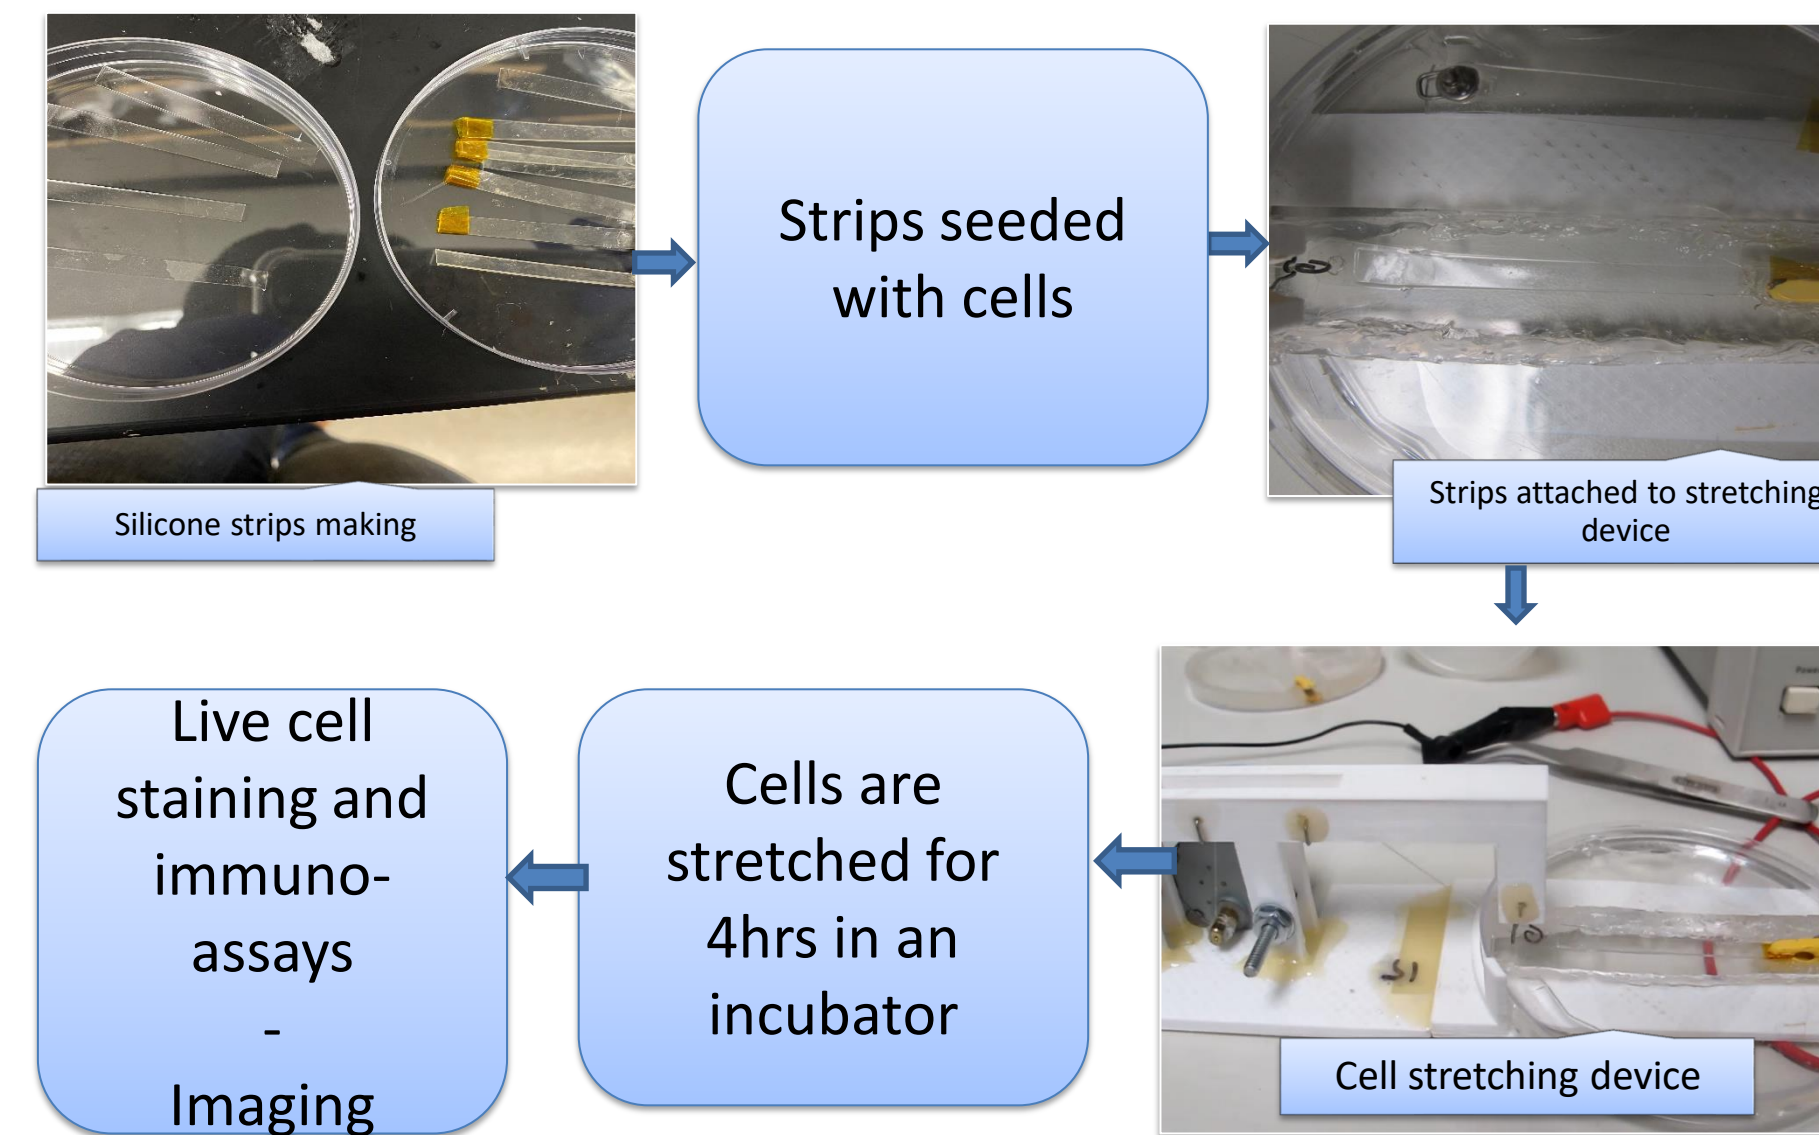 Strips seeded
with cells
Silicone strips making
Strips attached to stretching
device
Live cell
staining and
immuno-
assays
-
Imaging
Cells are
stretched for
4hrs in an
incubator
Cell stretching device